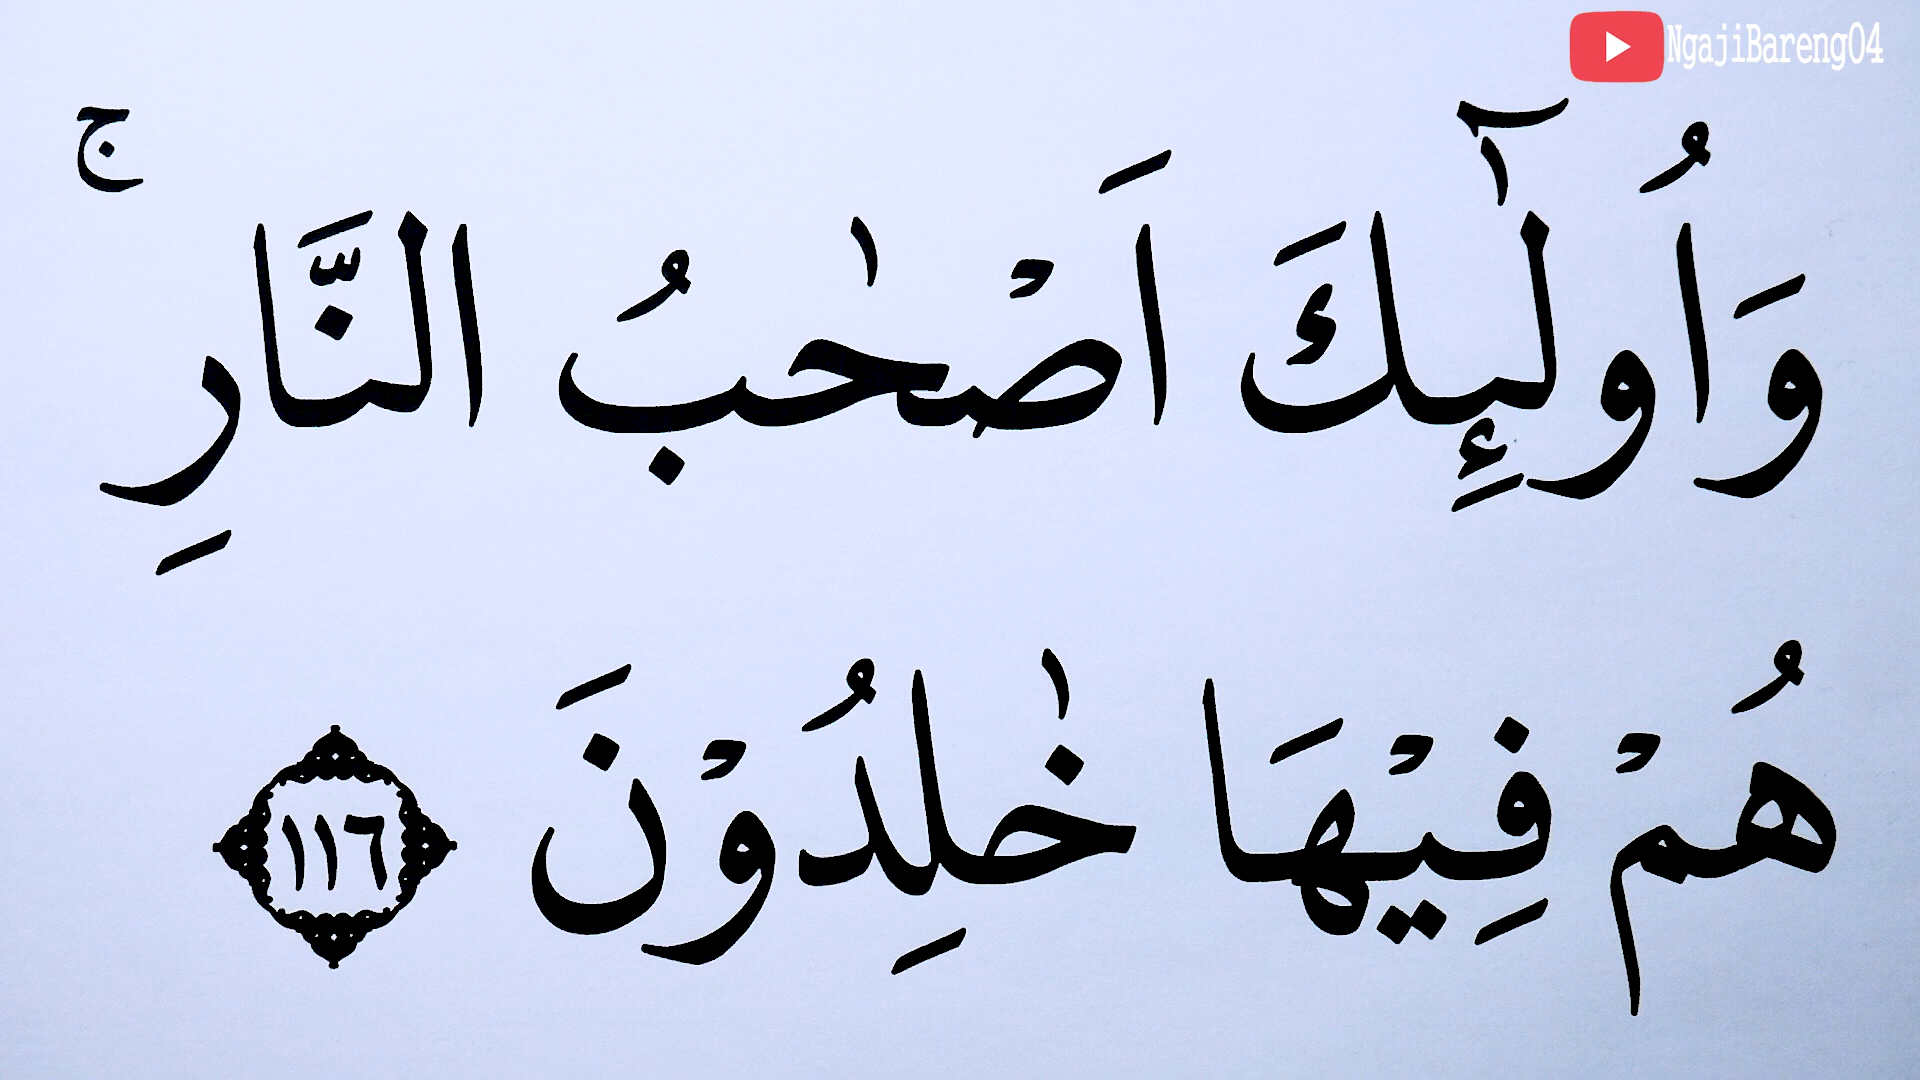 NgajiBareng04
وَاُولٰۤىِٕكَ اَصْحٰبُ النَّارِ ۚ
هُمْ فِيْهَا خٰلِدُوْنَ ١١٦